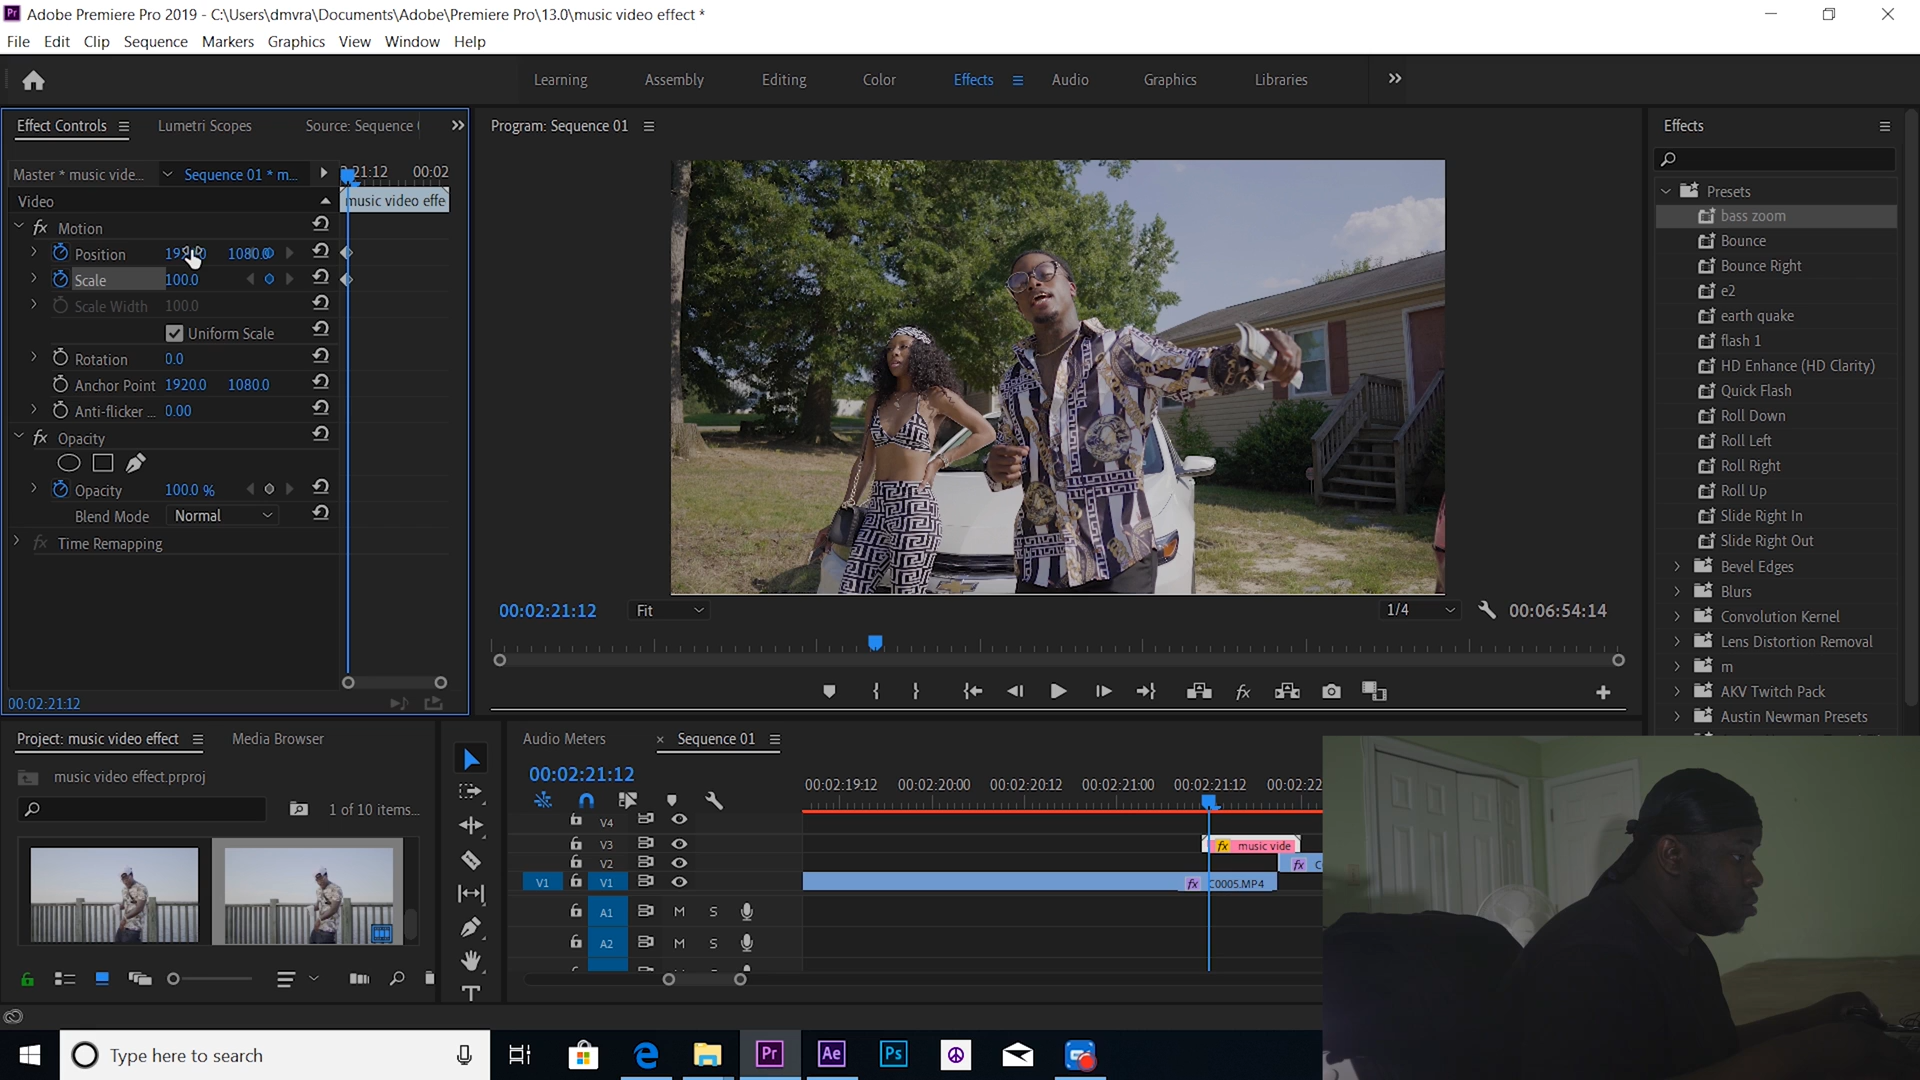 Adobe Premiere Pro 2019 - C:\Users\dmvra\Documents\Adobe\Premiere Pro\13.0\music video effect *
File Edit Clip Sequence Markers Graphics View Window Help
Learning Assembly Editing Color Effects Audio Graphics Libraries
Effect Controls Lumetri Scopes Source: Sequence
Program: Sequence 01
Effects
Master * music vide... Sequence 01 * m... 21:12 00:02
Video music video effe
fx Motion
Position 1080.0
Scale 100.0
Scale Width 100.0
Uniform Scale
Rotation 0.0
Anchor Point 1920.0 1080.0
Anti-flicker ... 0.00
fx Opacity
Opacity 100.0 %
Blend Mode Normal
fx Time Remapping
00:02:21:12
00:02:21:12 Fit 1/4 00:06:54:14
Presets
bass zoom
Bounce
Bounce Right
e2
earth quake
flash 1
HD Enhance (HD Clarity)
Quick Flash
Roll Down
Roll Left
Roll Right
Roll Up
Slide Right In
Slide Right Out
Bevel Edges
Blurs
Convolution Kernel
Lens Distortion Removal
m
AKV Twitch Pack
Austin Newman Presets
Project: music video effect Media Browser
music video effect.prproj
1 of 10 items...
Audio Meters × Sequence 01
00:02:21:12
00:02:19:12 00:02:20:00 00:02:20:12 00:02:21:00 00:02:21:12 00:02:22
V4
V3 fx music vide
V2 fx C
V1 V1 fx C0005.MP4
A1 M S
A2 M S
Type here to search
Pr Ae Ps